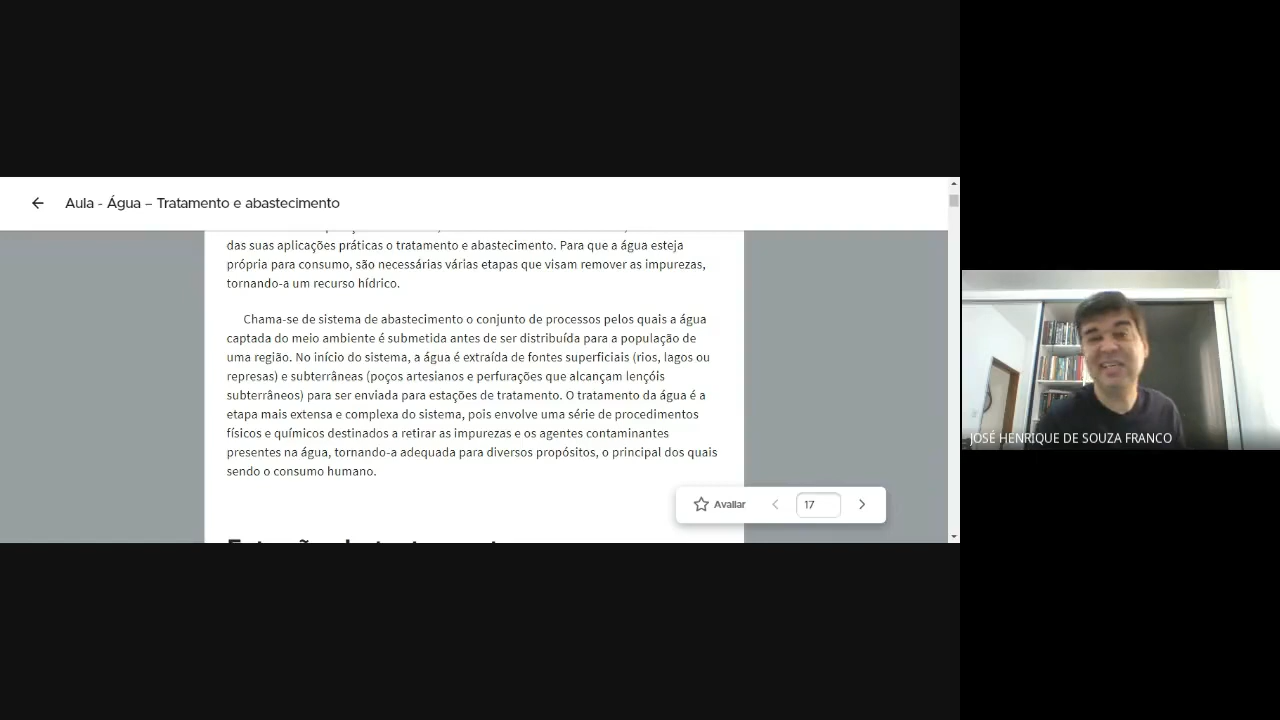 Aula - Água – Tratamento e abastecimento
das suas aplicações práticas o tratamento e abastecimento. Para que a água esteja
própria para consumo, são necessárias várias etapas que visam remover as impurezas,
tornando-a um recurso hídrico.
Chama-se de sistema de abastecimento o conjunto de processos pelos quais a água
captada do meio ambiente é submetida antes de ser distribuída para a população de
uma região. No início do sistema, a água é extraída de fontes superficiais (rios, lagos ou
represas) e subterrâneas (poços artesianos e perfurações que alcançam lençóis
subterrâneos) para ser enviada para estações de tratamento. O tratamento da água é a
etapa mais extensa e complexa do sistema, pois envolve uma série de procedimentos
físicos e químicos destinados a retirar as impurezas e os agentes contaminantes
presentes na água, tornando-a adequada para diversos propósitos, o principal dos quais
sendo o consumo humano.
Avaliar 17
JOSÉ HENRIQUE DE SOUZA FRANCO